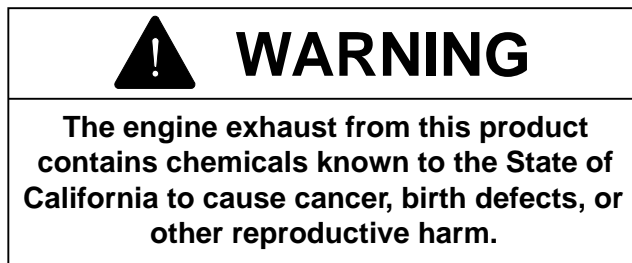 WARNING
The engine exhaust from this product
contains chemicals known to the State of
California to cause cancer, birth defects, or
other reproductive harm.